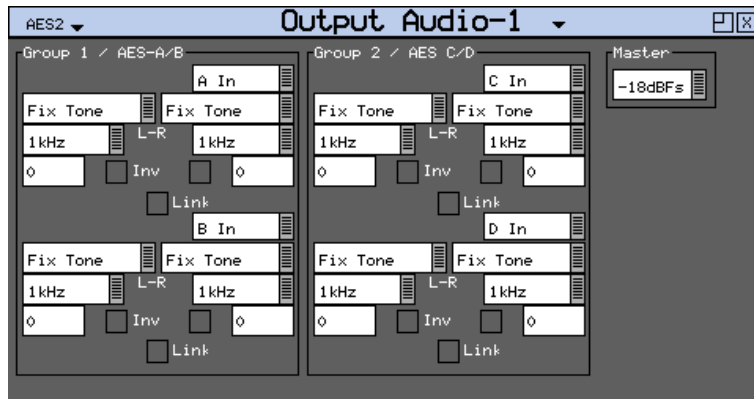 AES2 Output Audio-1
Group 1 / AES-A/B
A In
Fix Tone Fix Tone
1kHz L-R 1kHz
0 Inv 0
Link
B In
Fix Tone Fix Tone
1kHz L-R 1kHz
0 Inv 0
Link
Group 2 / AES C/D
C In
Fix Tone Fix Tone
1kHz L-R 1kHz
0 Inv 0
Link
D In
Fix Tone Fix Tone
1kHz L-R 1kHz
0 Inv 0
Link
Master
-18dBFs